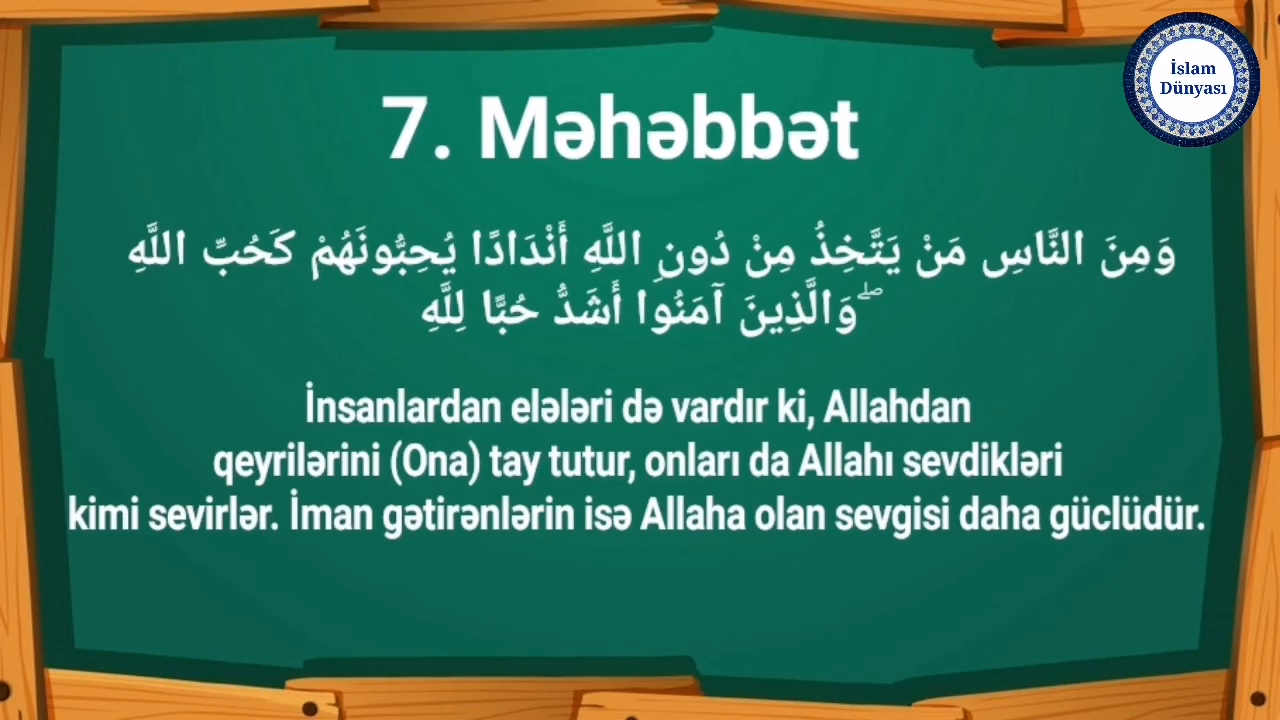 İslam
Dünyası
7. Məhəbbət
وَمِنَ النَّاسِ مَنْ يَتَّخِذُ مِنْ دُونِ اللَّهِ أَنْدَادًا يُحِبُّونَهُمْ كَحُبِّ اللَّهِ
ۖوَالَّذِينَ آمَنُوا أَشَدُّ حُبًّا لِلَّهِ
İnsanlardan elələri də vardır ki, Allahdan
qeyrilərini (Ona) tay tutur, onları da Allahı sevdikləri
kimi sevirlər. İman gətirənlərin isə Allaha olan sevgisi daha güclüdür.